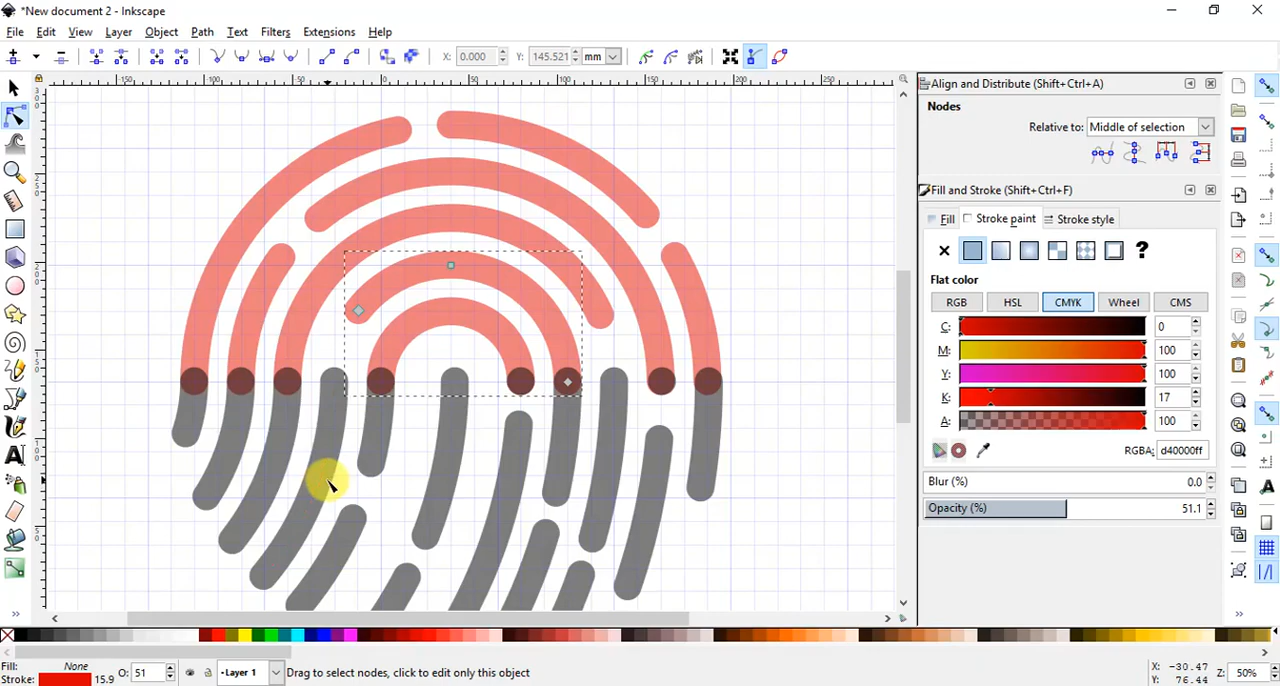 *New document 2 - Inkscape
File Edit View Layer Object Path Text Filters Extensions Help
X: 0.000 Y: 145.521 mm
Align and Distribute (Shift+Ctrl+A)
Nodes
Relative to: Middle of selection
Fill and Stroke (Shift+Ctrl+F)
Fill Stroke paint Stroke style
?
Flat color
RGB HSL CMYK Wheel CMS
C: 0
M: 100
Y: 100
K: 17
A: 100
RGBA: d40000ff
Blur (%) 0.0
Opacity (%) 51.1
Fill: None
Stroke: 15.9
O: 51
Layer 1
Drag to select nodes, click to edit only this object
X: -30.47
Y: 76.44
Z: 50%